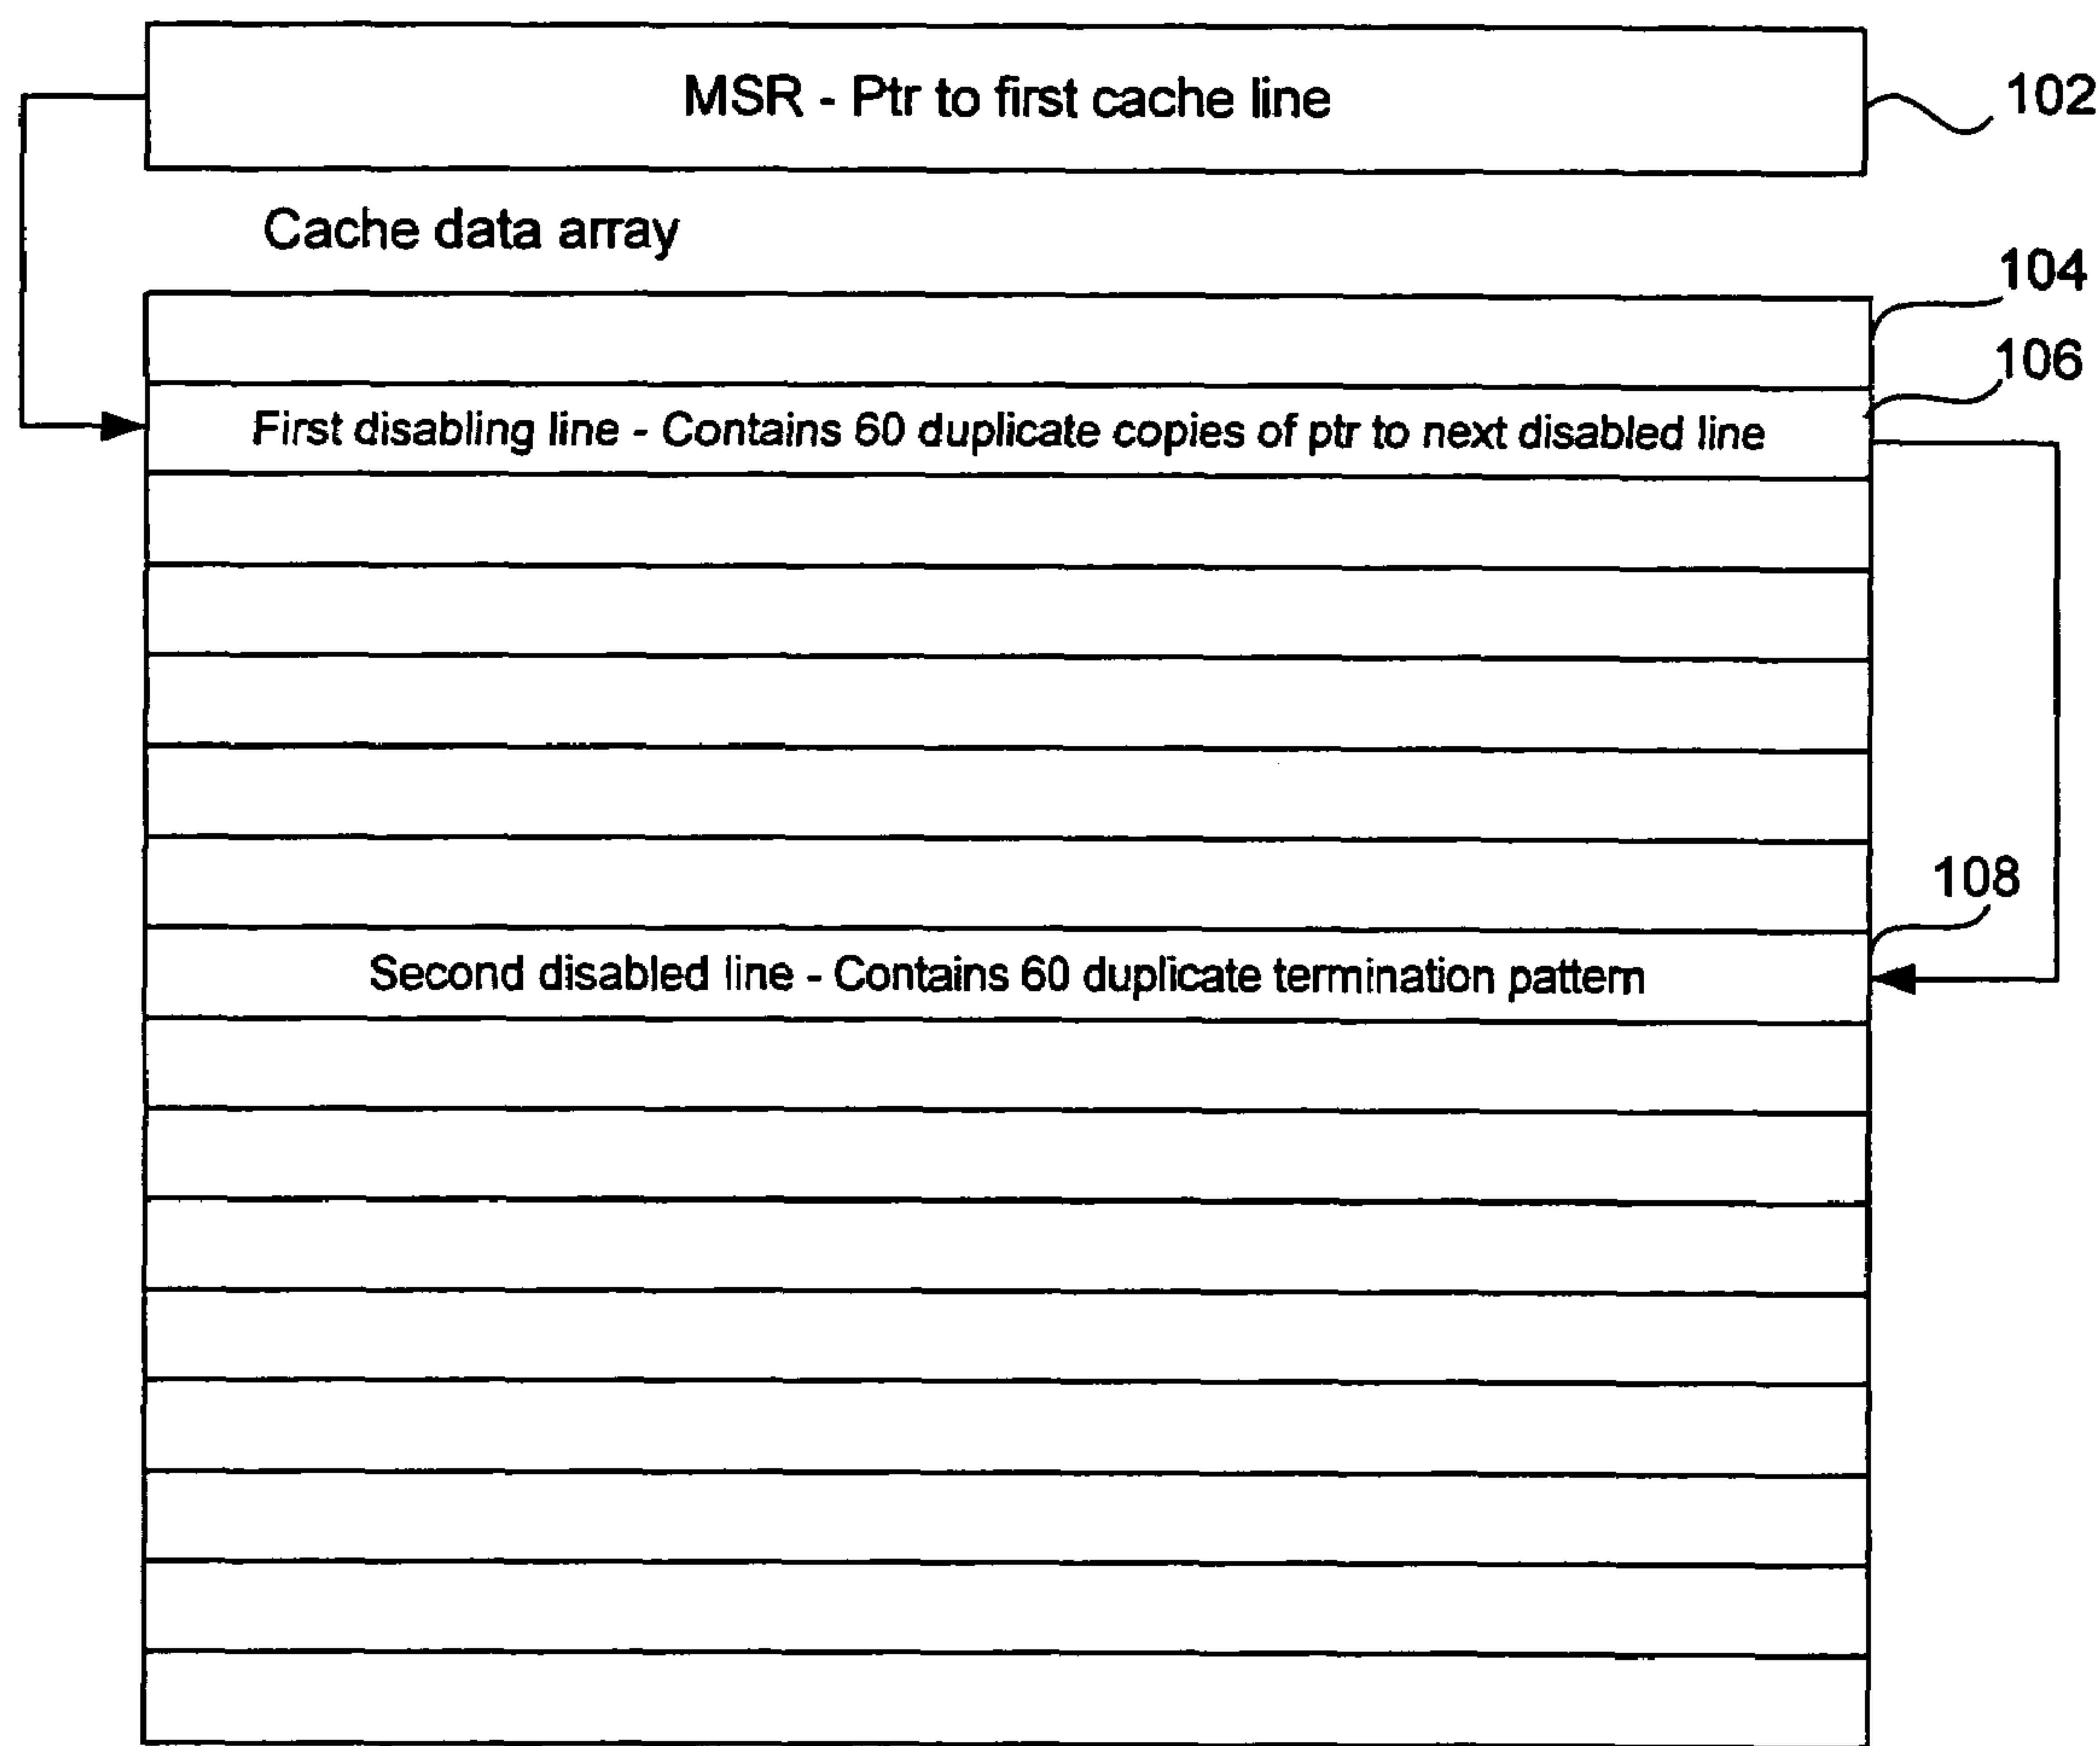 MSR - Ptr to first cache line
102
Cache data array
104
106
First disabling line - Contains 60 duplicate copies of ptr to next disabled line
108
Second disabled line - Contains 60 duplicate termination pattern